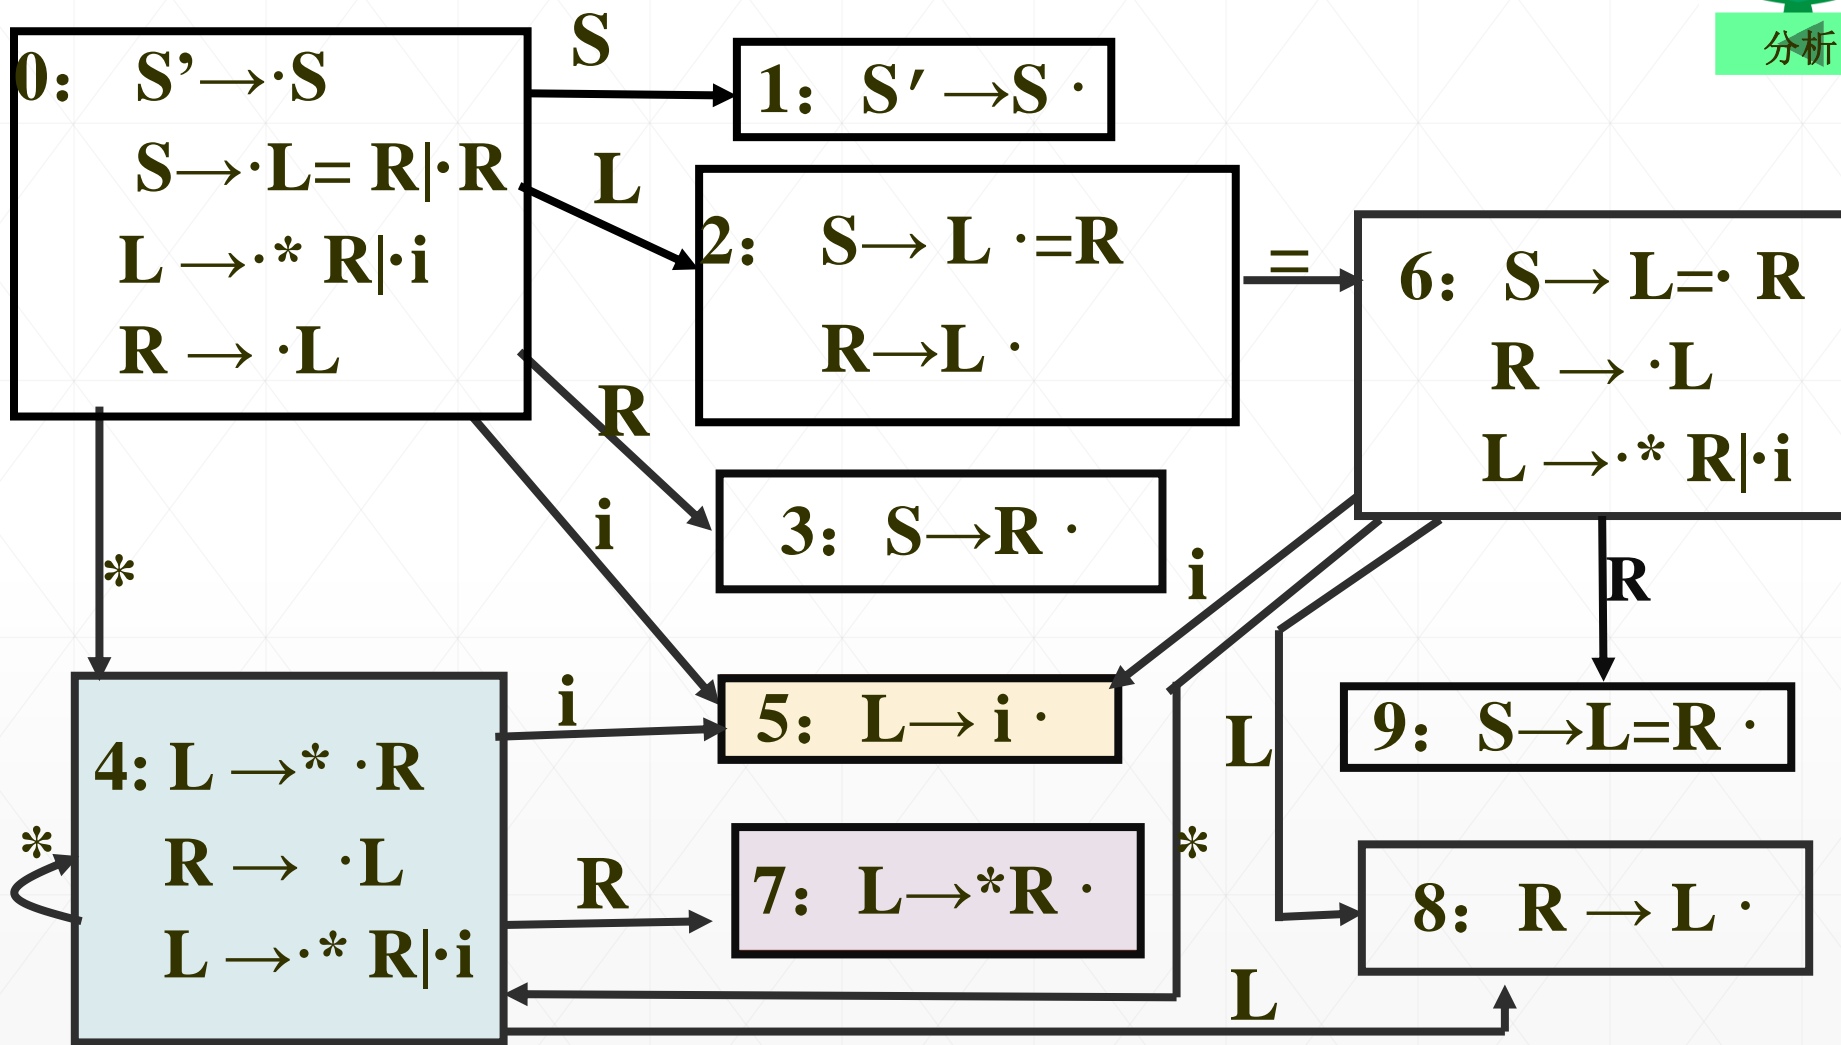 分析
0： S’→·S
S→·L= R|·R
L →·* R|·i
R → ·L
S
1： S′ →S ·
L
2： S→ L ·=R
R→L ·
=
6： S→ L=· R
R → ·L
L →·* R|·i
R
3： S→R ·
i
*
i
R
5： L→ i ·
i
L
9： S→L=R ·
4: L →* ·R
R → ·L
L →·* R|·i
*
R
7： L→*R ·
*
8： R → L ·
L